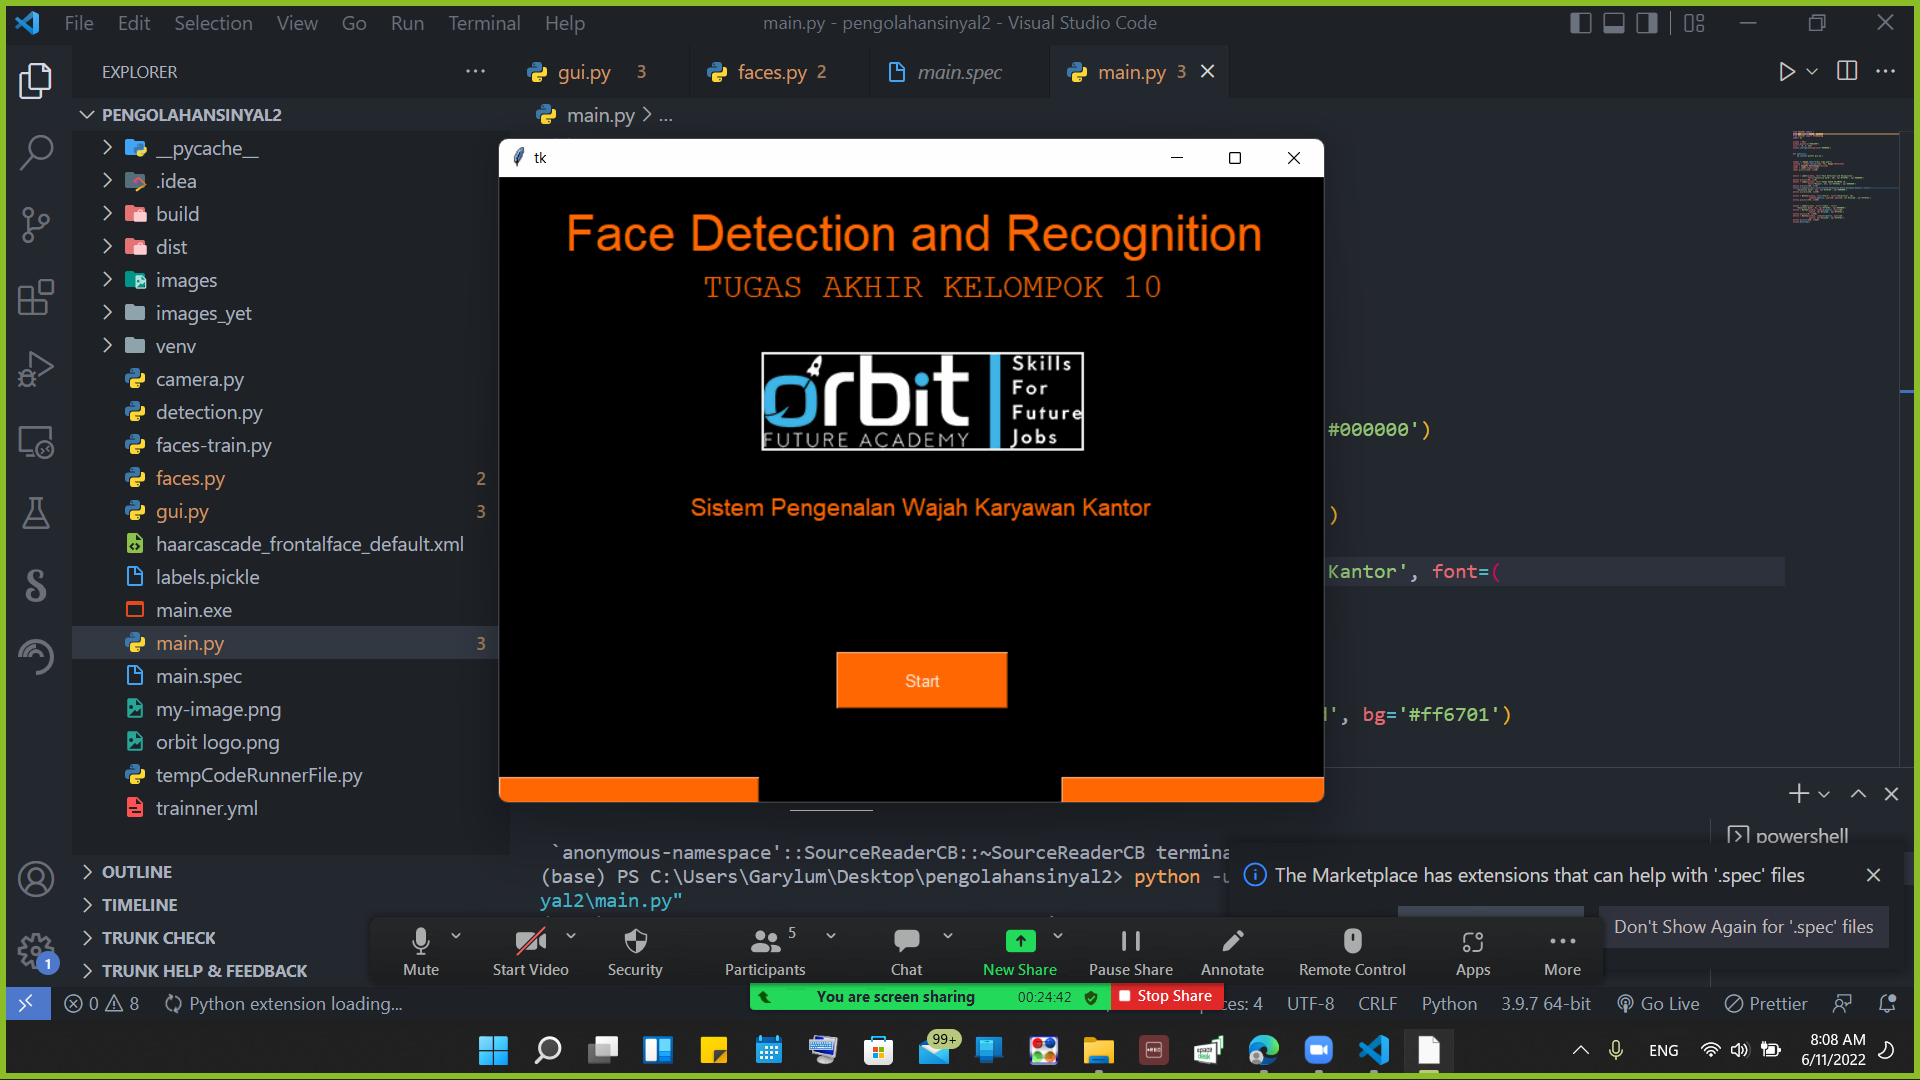 File Edit Selection View Go Run Terminal Help
main.py - pengolahansinyal2 - Visual Studio Code
EXPLORER
gui.py 3
faces.py 2
main.spec
main.py 3
PENGOLAHANSINYAL2
main.py > ...
__pycache__
.idea
build
dist
images
images_yet
venv
camera.py
detection.py
faces-train.py
faces.py 2
gui.py 3
haarcascade_frontalface_default.xml
labels.pickle
main.exe
main.py 3
main.spec
my-image.png
orbit logo.png
tempCodeRunnerFile.py
trainner.yml
OUTLINE
TIMELINE
TRUNK CHECK
TRUNK HELP & FEEDBACK
1
tk
Face Detection and Recognition
TUGAS AKHIR KELOMPOK 10
orbit
FUTURE ACADEMY
Skills
For
Future
Jobs
Sistem Pengenalan Wajah Karyawan Kantor
Start
#000000')
)
Kantor', font=(
', bg='#ff6701')
powershell
`anonymous-namespace'::SourceReaderCB::~SourceReaderCB termina
(base) PS C:\Users\Garylum\Desktop\pengolahansinyal2> python -u
yal2\main.py"
The Marketplace has extensions that can help with '.spec' files
Don't Show Again for '.spec' files
Mute
Start Video
Security
Participants 5
Chat
New Share
Pause Share
Annotate
Remote Control
Apps
More
You are screen sharing 00:24:42 Stop Share
0 8 Python extension loading...
ces: 4 UTF-8 CRLF Python 3.9.7 64-bit Go Live Prettier
99+
ENG
8:08 AM
6/11/2022